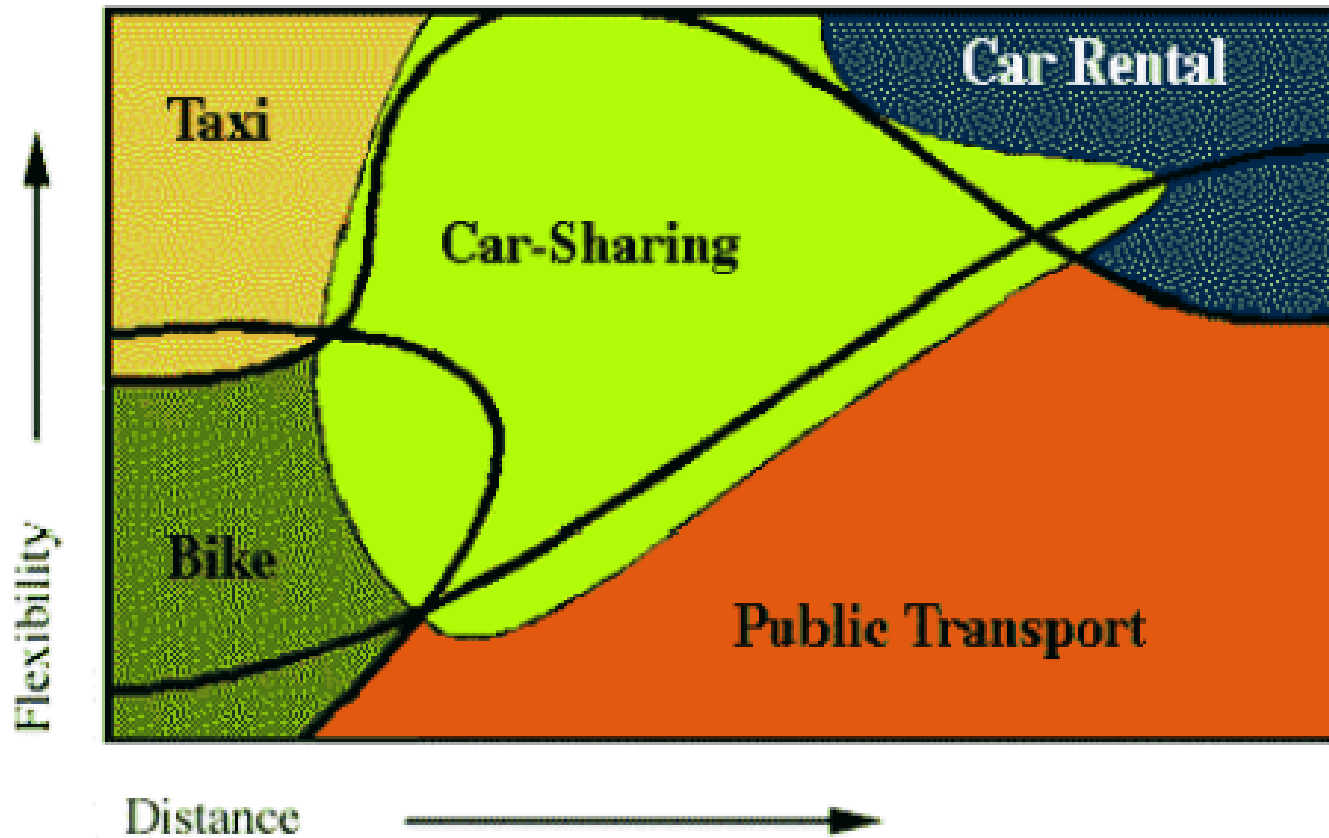 Car Rental
Taxi
Car-Sharing
Bike
Public Transport
Flexibility
Distance